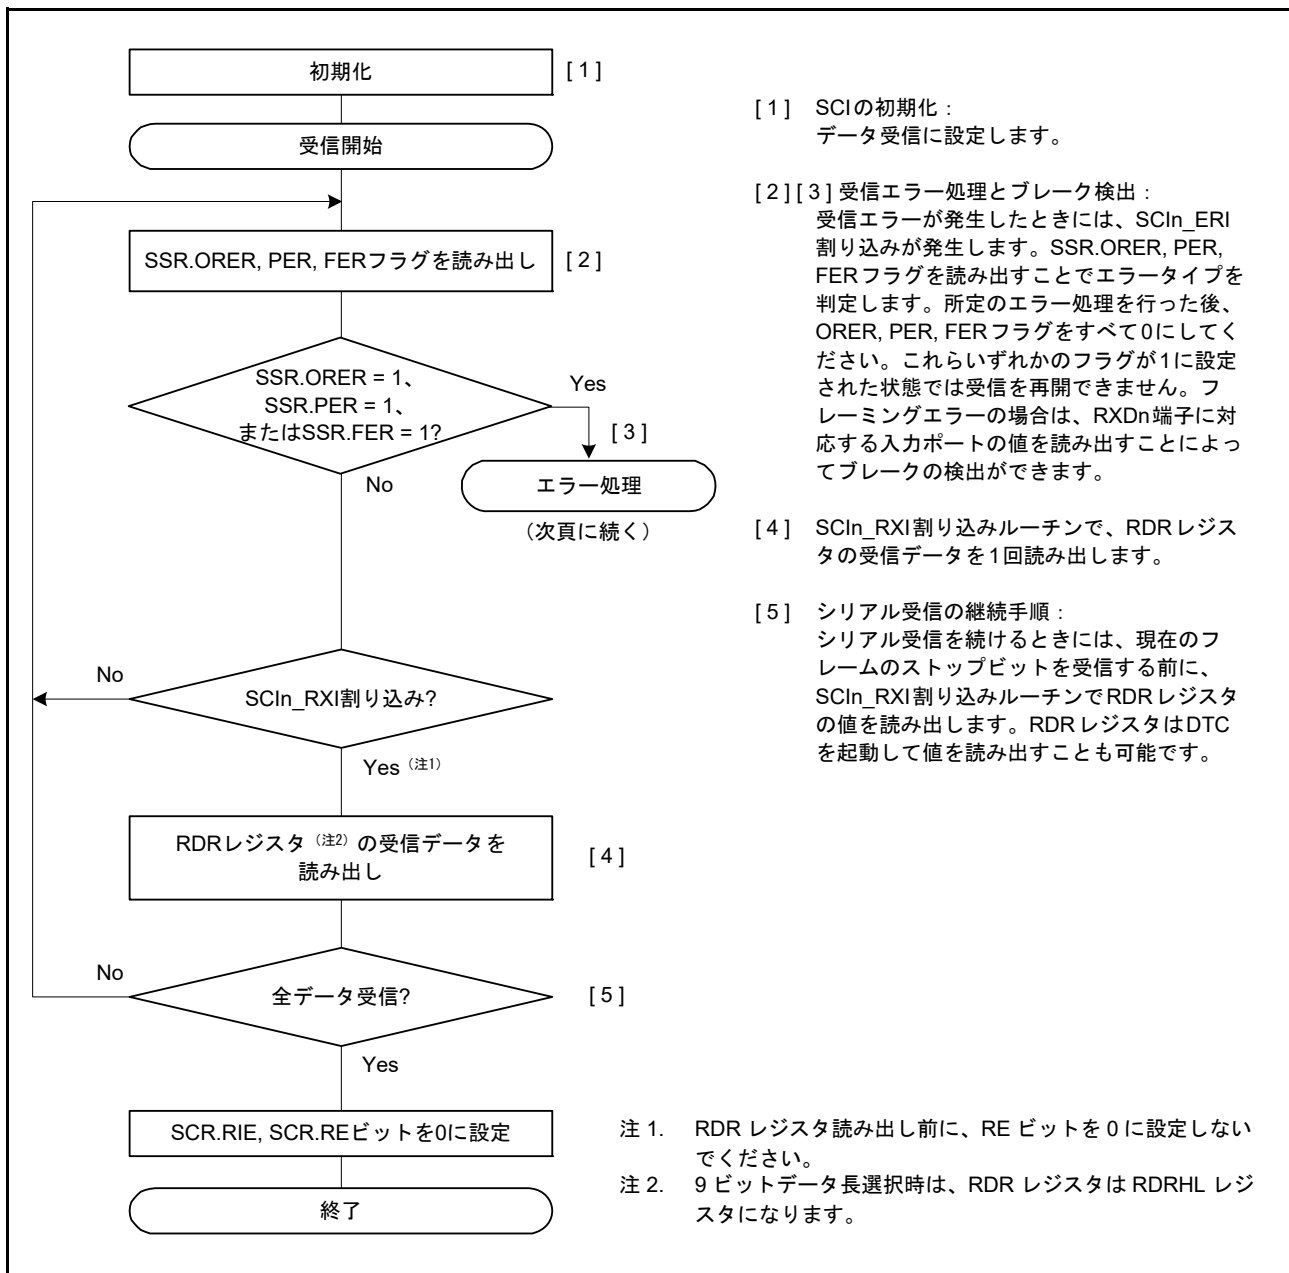 初期化
[ 1 ]
受信開始
SSR.ORER, PER, FERフラグを読み出し
[ 2 ]
SSR.ORER = 1、
SSR.PER = 1、
またはSSR.FER = 1?
Yes
[ 3 ]
No
エラー処理
(次頁に続く)
No
SCIn_RXI割り込み?
Yes (注1)
RDRレジスタ (注2) の受信データを
読み出し
[ 4 ]
No
全データ受信?
[ 5 ]
Yes
SCR.RIE, SCR.REビットを0に設定
終了
[ 1 ] SCIの初期化：
データ受信に設定します。
[ 2 ] [ 3 ] 受信エラー処理とブレーク検出：
受信エラーが発生したときには、SCIn_ERI
割り込みが発生します。SSR.ORER, PER,
FERフラグを読み出すことでエラータイプを
判定します。所定のエラー処理を行った後、
ORER, PER, FERフラグをすべて0にしてく
ださい。これらいずれかのフラグが1に設定
された状態では受信を再開できません。フ
レーミングエラーの場合は、RXDn端子に対
応する入力ポートの値を読み出すことによっ
てブレークの検出ができます。
[ 4 ] SCIn_RXI割り込みルーチンで、RDRレジス
タの受信データを1回読み出します。
[ 5 ] シリアル受信の継続手順：
シリアル受信を続けるときには、現在のフ
レームのストップビットを受信する前に、
SCIn_RXI割り込みルーチンでRDRレジスタ
の値を読み出します。RDRレジスタはDTC
を起動して値を読み出すことも可能です。
注 1. RDR レジスタ読み出し前に、RE ビットを 0 に設定しない
でください。
注 2. 9 ビットデータ長選択時は、RDR レジスタは RDRHL レジ
スタになります。